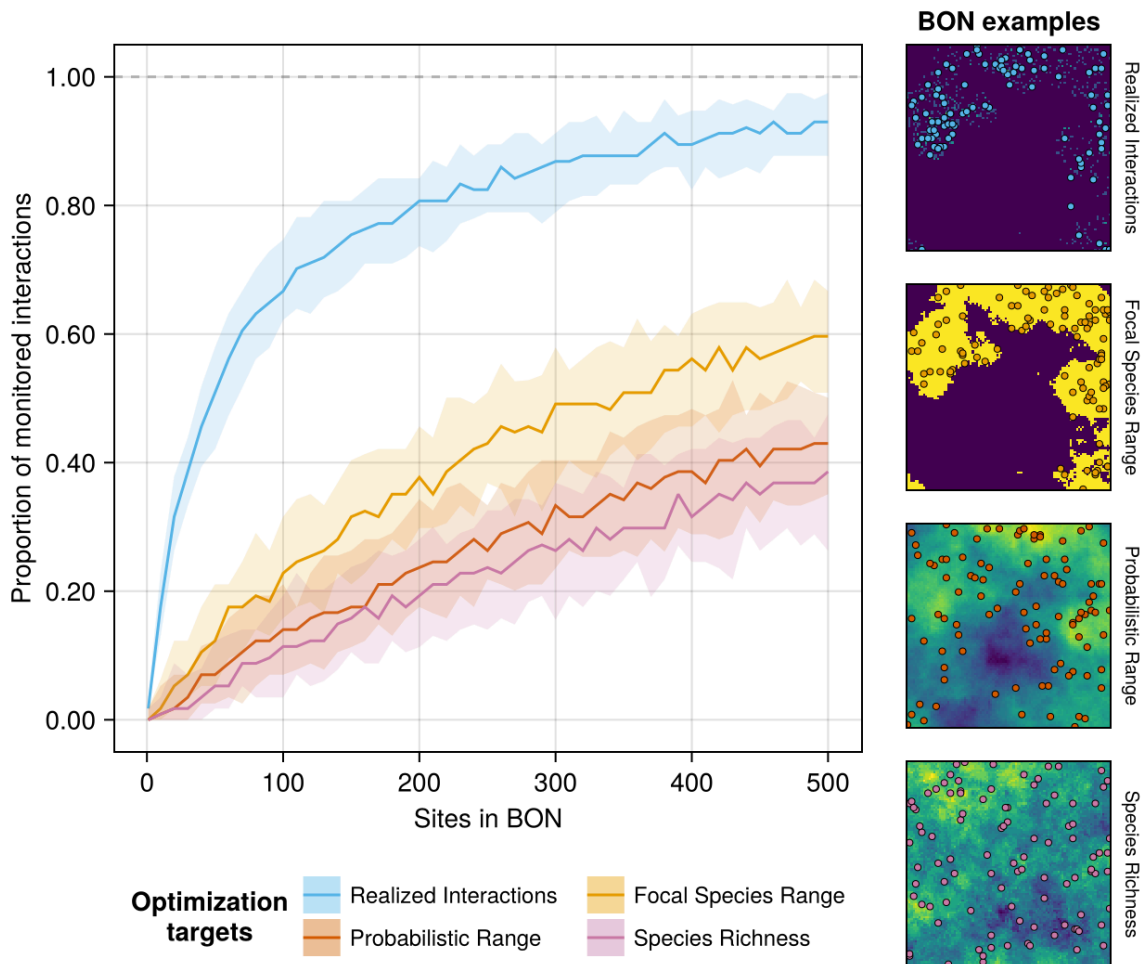 BON examples
1.00
0.80
0.60
0.40
0.20
0.00
Proportion of monitored interactions
0
100
200
300
400
500
Sites in BON
Realized Interactions
Focal Species Range
Probabilistic Range
Species Richness
Optimization
targets
Realized Interactions
Focal Species Range
Probabilistic Range
Species Richness